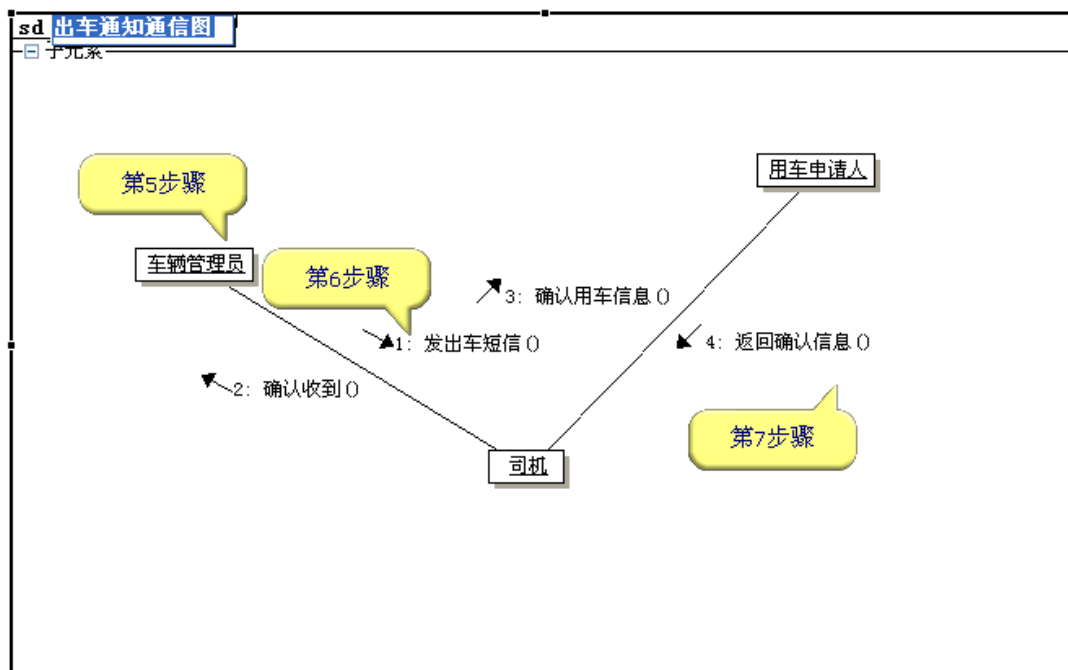 sd 出车通知通信图
子元素
第5步骤
用车申请人
车辆管理员
第6步骤
3: 确认用车信息()
1: 发出车短信()
4: 返回确认信息()
2: 确认收到()
第7步骤
司机